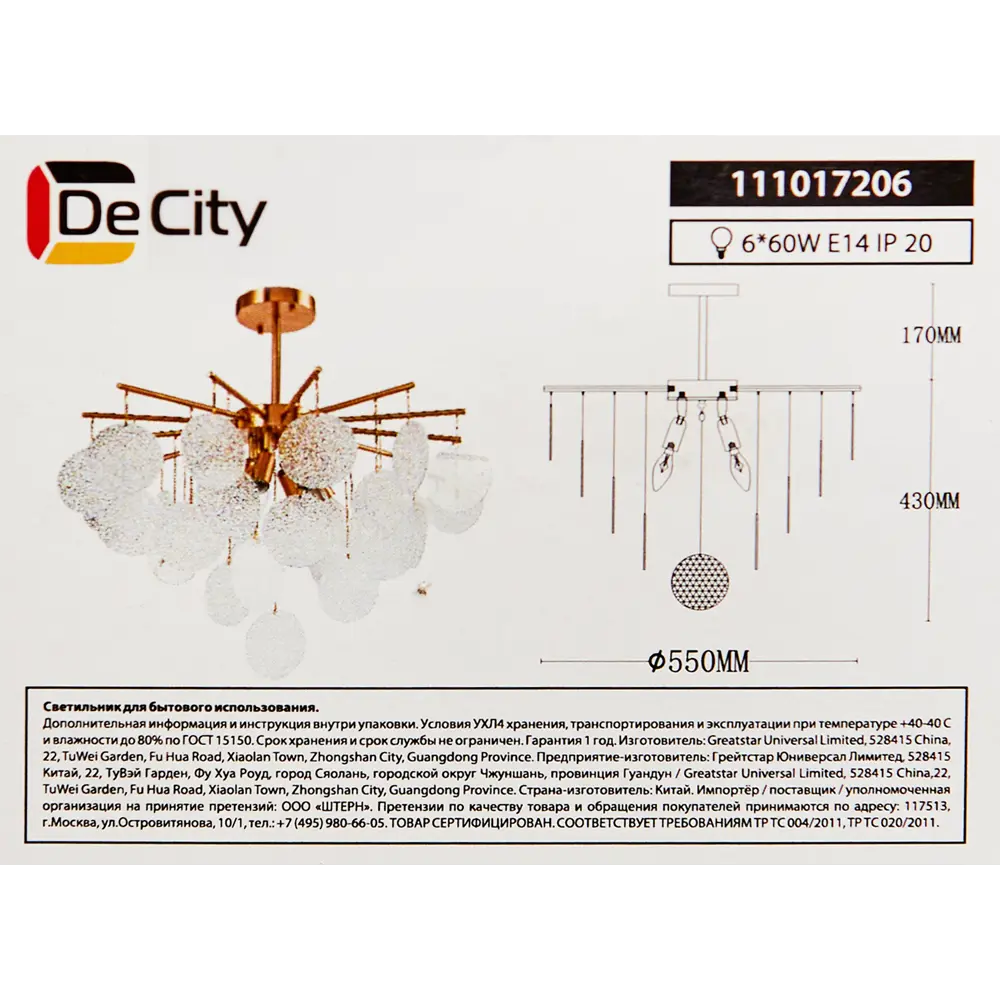 De City
111017206
6*60W E14 IP 20
170MM
430MM
ϕ550MM
Светильник для бытового использования.
Дополнительная информация и инструкция внутри упаковки. Условия УХЛ4 хранения, транспортирования и эксплуатации при температуре +40-40 С
и влажности до 80% по ГОСТ 15150. Срок хранения и срок службы не ограничен. Гарантия 1 год. Изготовитель: Greatstar Universal Limited, 528415 China,
22, TuWei Garden, Fu Hua Road, Xiaolan Town, Zhongshan City, Guangdong Province. Предприятие-изготовитель: Грейтстар Юниверсал Лимитед, 528415
Китай, 22, ТуВэй Гарден, Фу Хуа Роуд, город Сяолань, городской округ Чжуншань, провинция Гуандун / Greatstar Universal Limited, 528415 China,22,
TuWei Garden, Fu Hua Road, Xiaolan Town, Zhongshan City, Guangdong Province. Страна-изготовитель: Китай. Импортёр / поставщик / уполномоченная
организация на принятие претензий: ООО «ШТЕРН». Претензии по качеству товара и обращения покупателей принимаются по адресу: 117513,
г.Москва, ул.Островитянова, 10/1, тел.: +7 (495) 980-66-05. ТОВАР СЕРТИФИЦИРОВАН. СООТВЕТСТВУЕТ ТРЕБОВАНИЯМ ТР ТС 004/2011, ТР ТС 020/2011.